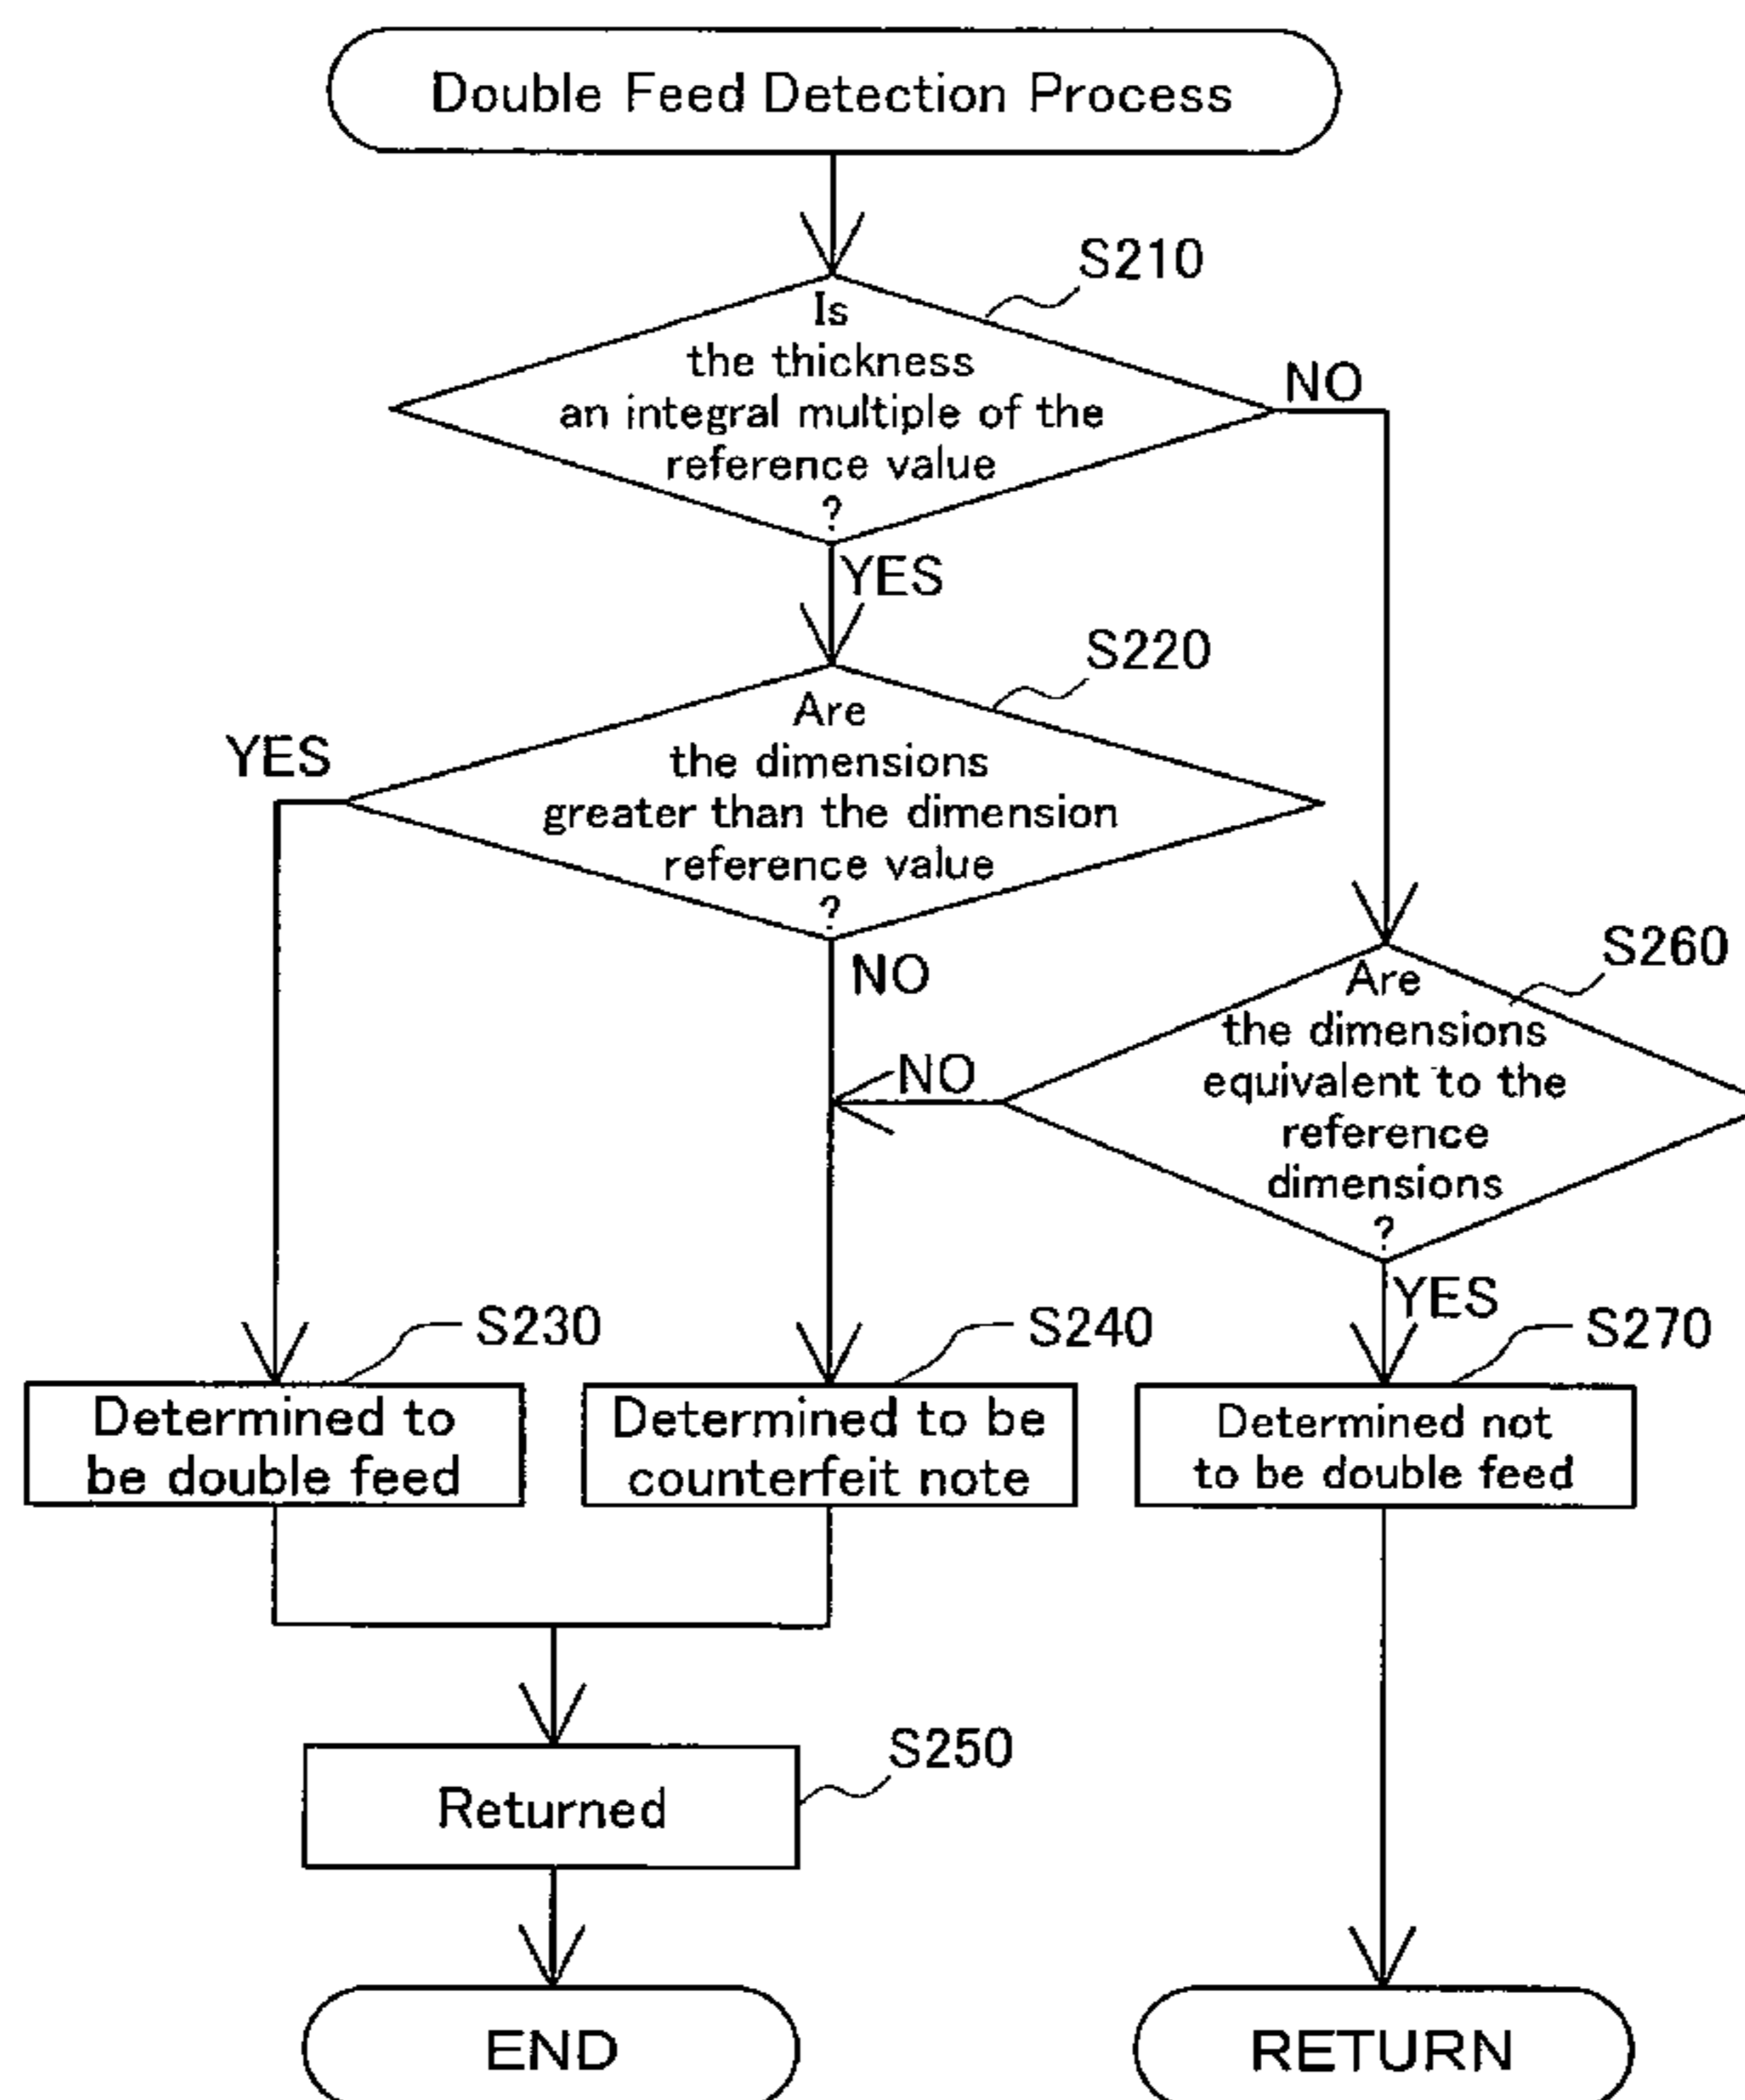 Double Feed Detection Process
S210
Is
the thickness
an integral multiple of the
reference value
?
NO
YES
S220
Are
the dimensions
greater than the dimension
reference value
?
YES
NO
S260
Are
the dimensions
equivalent to the
reference
dimensions
?
NO
YES
S230
Determined to
be double feed
S240
Determined to be
counterfeit note
S270
Determined not
to be double feed
S250
Returned
END
RETURN